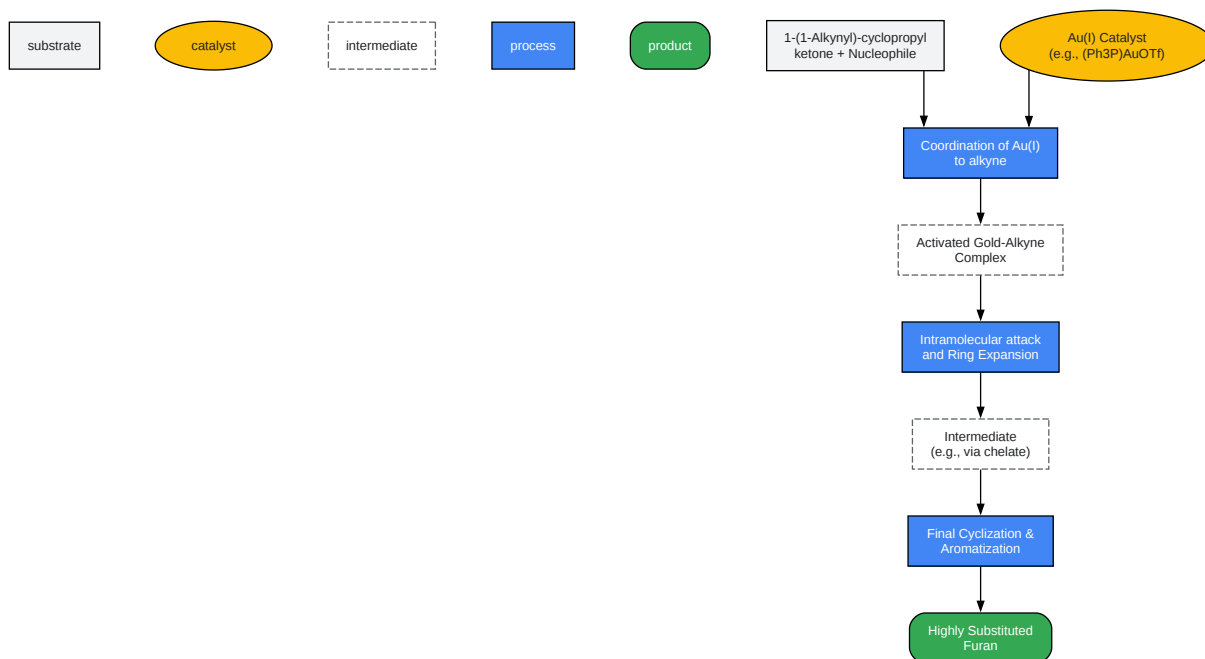 substrate
catalyst
intermediate
process
product
1-(1-Alkynyl)-cyclopropyl
ketone + Nucleophile
Au(I) Catalyst
(e.g., (Ph3P)AuOTf)
Coordination of Au(I)
to alkyne
Activated Gold-Alkyne
Complex
Intramolecular attack
and Ring Expansion
Intermediate
(e.g., via chelate)
Final Cyclization &
Aromatization
Highly Substituted
Furan